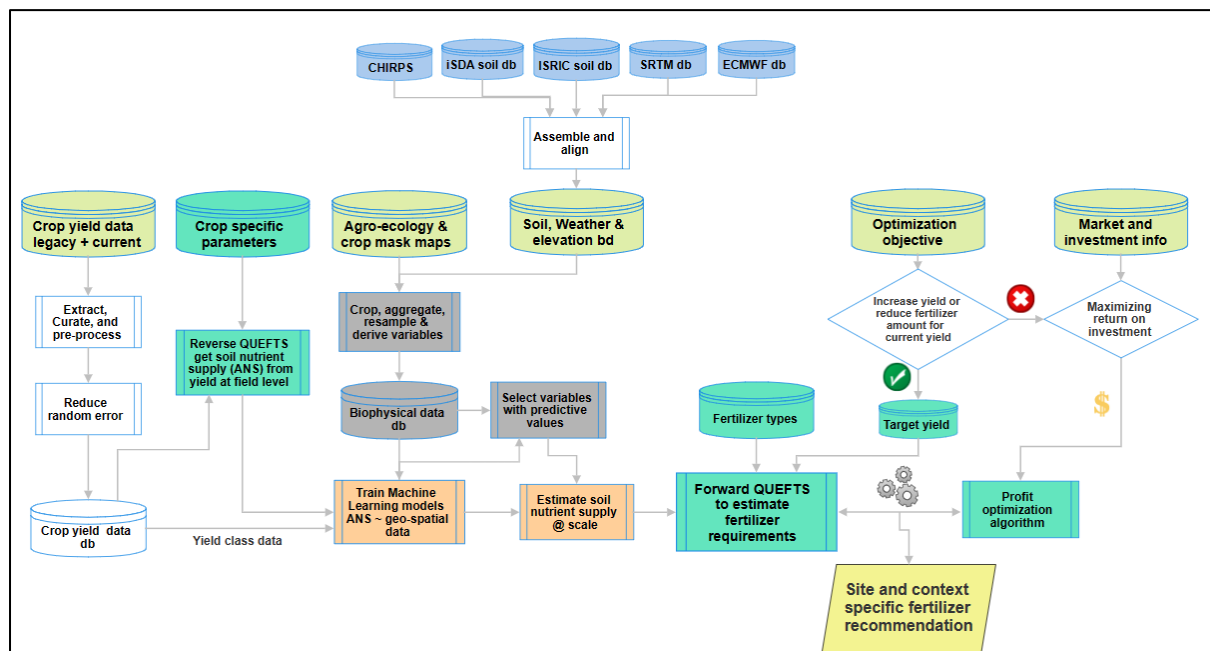 CHIRPS
iSDA soil db
ISRIC soil db
SRTM db
ECMWF db
Assemble and
align
Crop yield data
legacy + current
Crop specific
parameters
Agro-ecology &
crop mask maps
Soil, Weather &
elevation bd
Optimization
objective
Market and
investment info
Extract,
Curate, and
pre-process
Reverse QUEFTS
get soil nutrient
supply (ANS) from
yield at field level
Crop, aggregate,
resample &
derive variables
Increase yield or
reduce fertilizer
amount for
current yield
Maximizing
return on
investment
Reduce
random error
Biophysical data
db
Select variables
with predictive
values
Fertilizer types
Target yield
$
Crop yield  data
db
Yield class data
Train Machine
Learning models
ANS ~ geo-spatial
data
Estimate soil
nutrient supply
@ scale
Forward QUEFTS
to estimate
fertilizer
requirements
Profit
optimization
algorithm
Site and context
specific fertilizer
recommendation